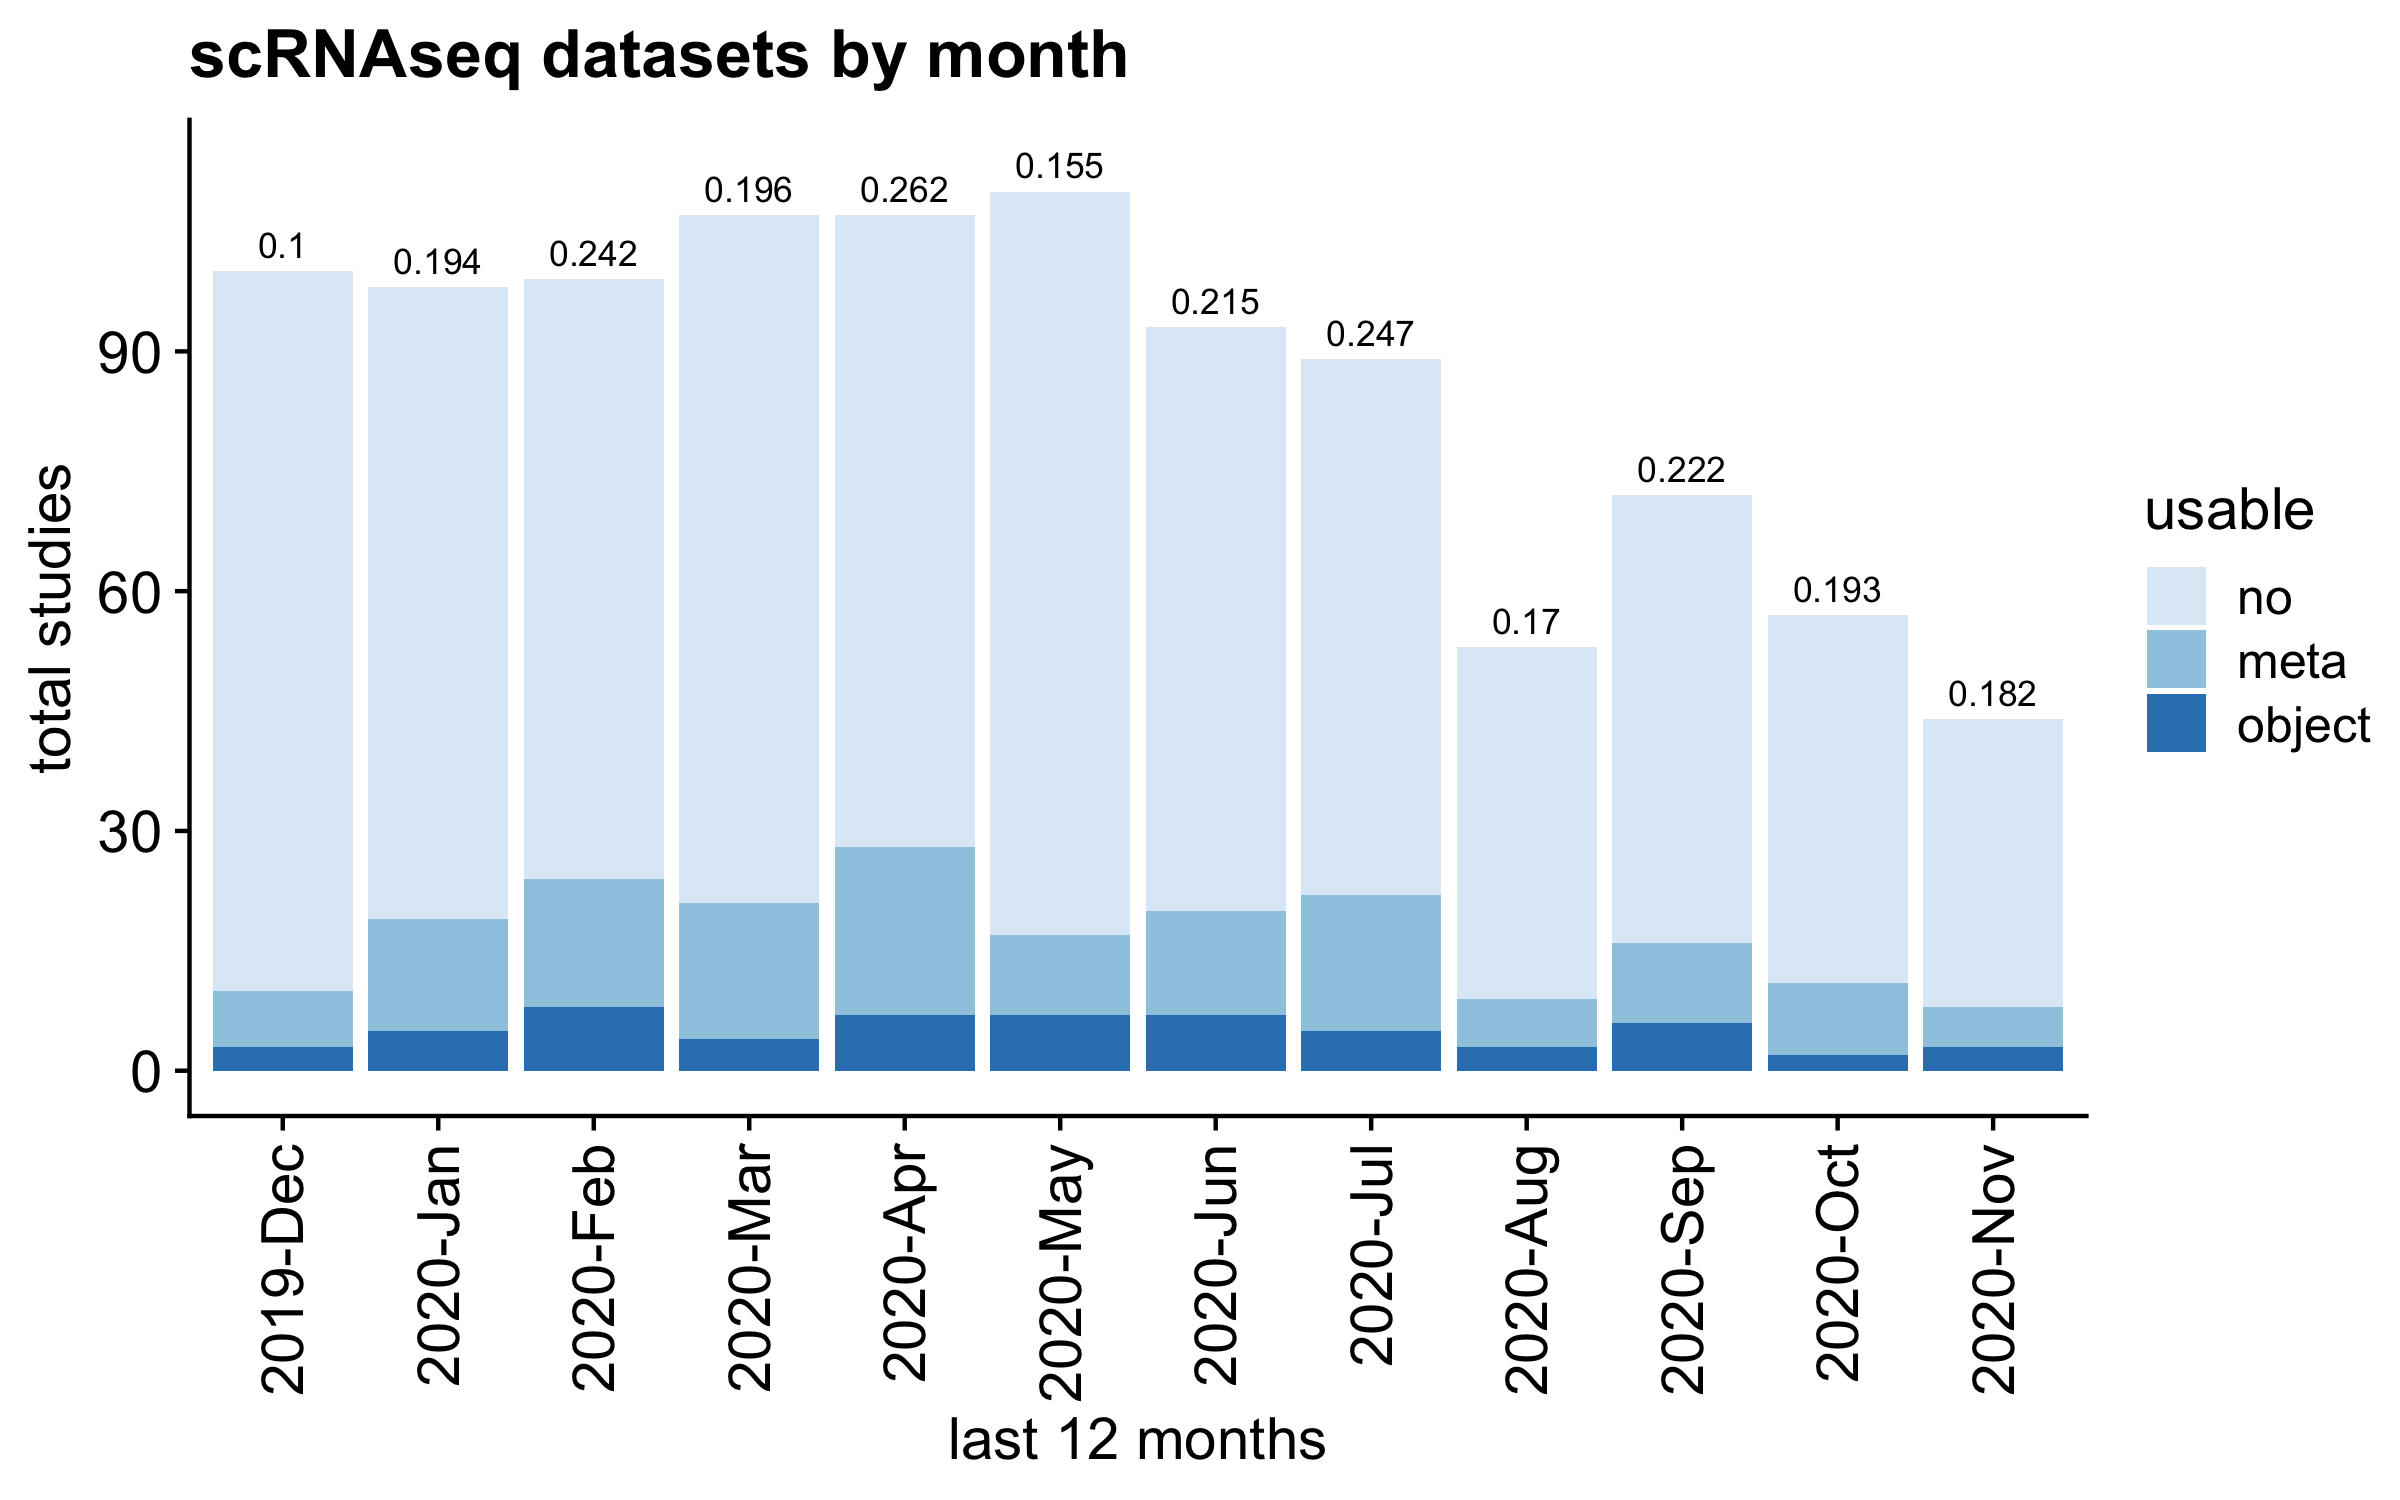 scRNAseq datasets by month
total studies
90
60
30
0
0.1
0.194
0.242
0.196
0.262
0.155
0.215
0.247
0.17
0.222
0.193
0.182
2019-Dec
2020-Jan
2020-Feb
2020-Mar
2020-Apr
2020-May
2020-Jun
2020-Jul
2020-Aug
2020-Sep
2020-Oct
2020-Nov
last 12 months
usable
no
meta
object